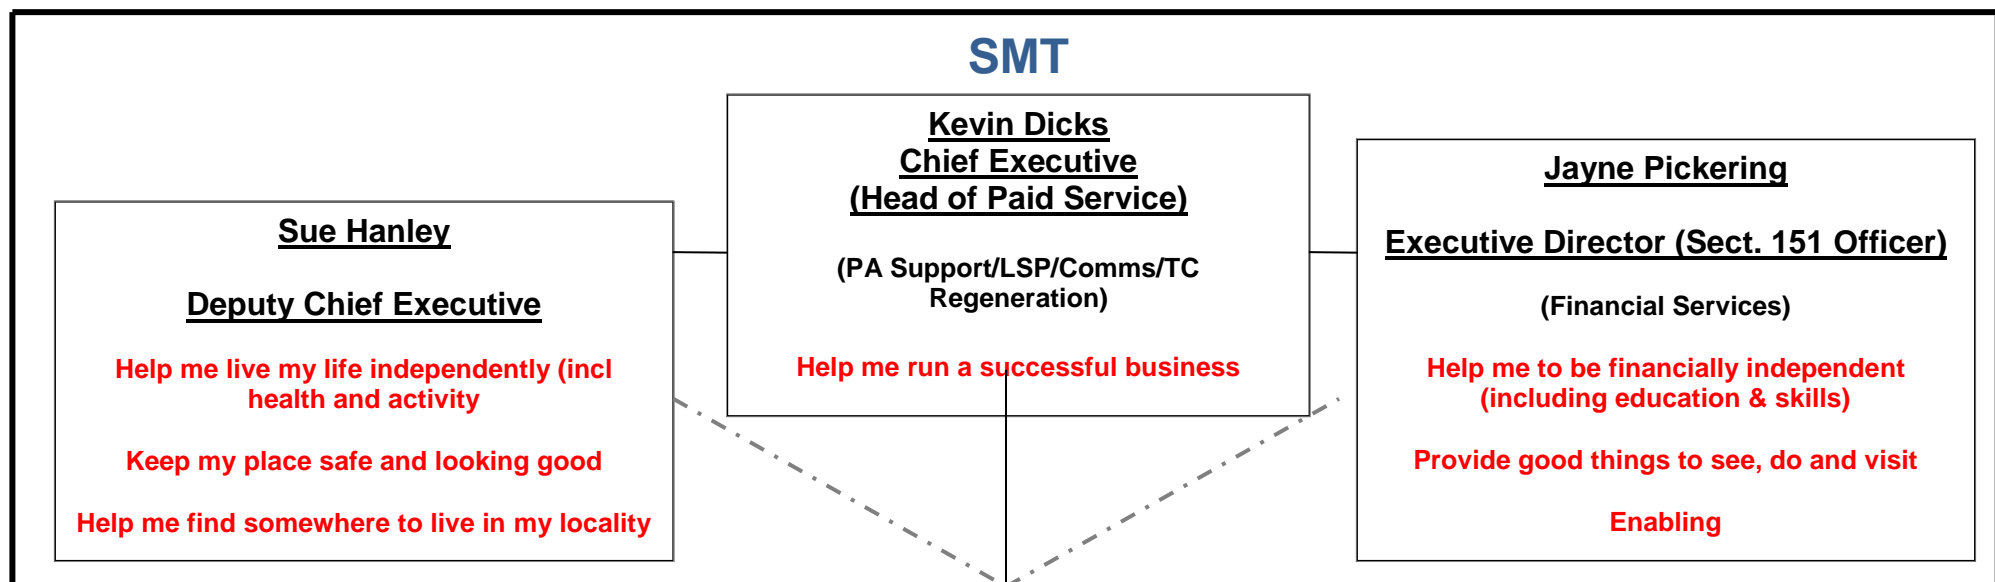 SMT
Kevin Dicks
Chief Executive
(Head of Paid Service)
(PA Support/LSP/Comms/TC
Regeneration)
Help me run a successful business
Sue Hanley
Deputy Chief Executive
Help me live my life independently (incl
health and activity
Keep my place safe and looking good
Help me find somewhere to live in my locality
Jayne Pickering
Executive Director (Sect. 151 Officer)
(Financial Services)
Help me to be financially independent
(including education & skills)
Provide good things to see, do and visit
Enabling